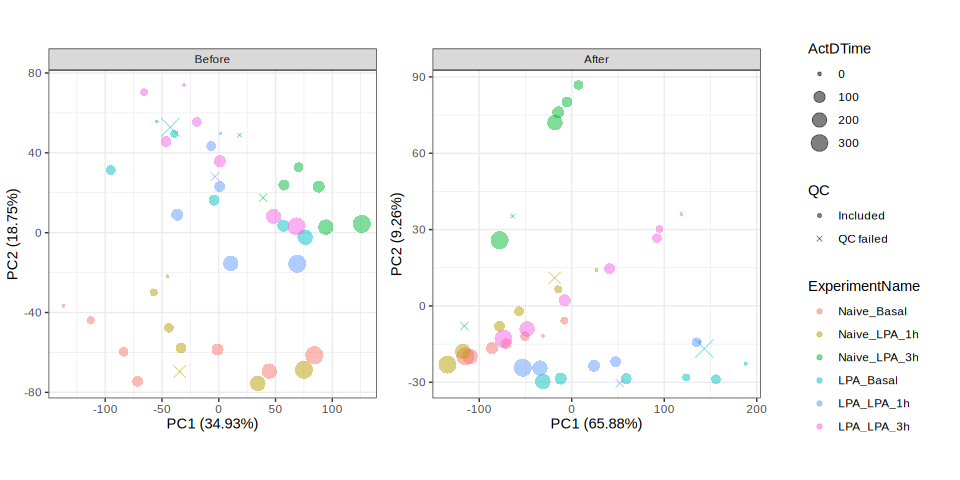 Before
After
80
40
0
-40
-80
-100
-50
0
50
100
PC1 (34.93%)
PC2 (18.75%)
90
60
30
0
-30
-100
0
100
200
PC1 (65.88%)
PC2 (9.26%)
ActDTime
0
100
200
300
QC
Included
QC failed
ExperimentName
Naive_Basal
Naive_LPA_1h
Naive_LPA_3h
LPA_Basal
LPA_LPA_1h
LPA_LPA_3h